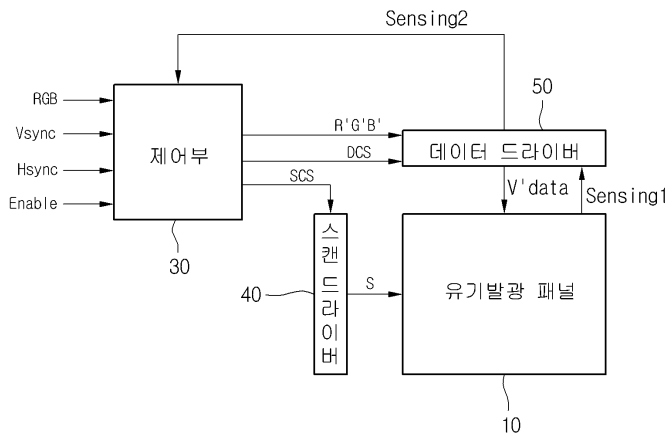 Sensing2
RGB
Vsync
Hsync
Enable
제어부
30
R'G'B'
DCS
SCS
50
데이터 드라이버
V'data
Sensing1
40
스캔드라이버
S
유기발광 패널
10